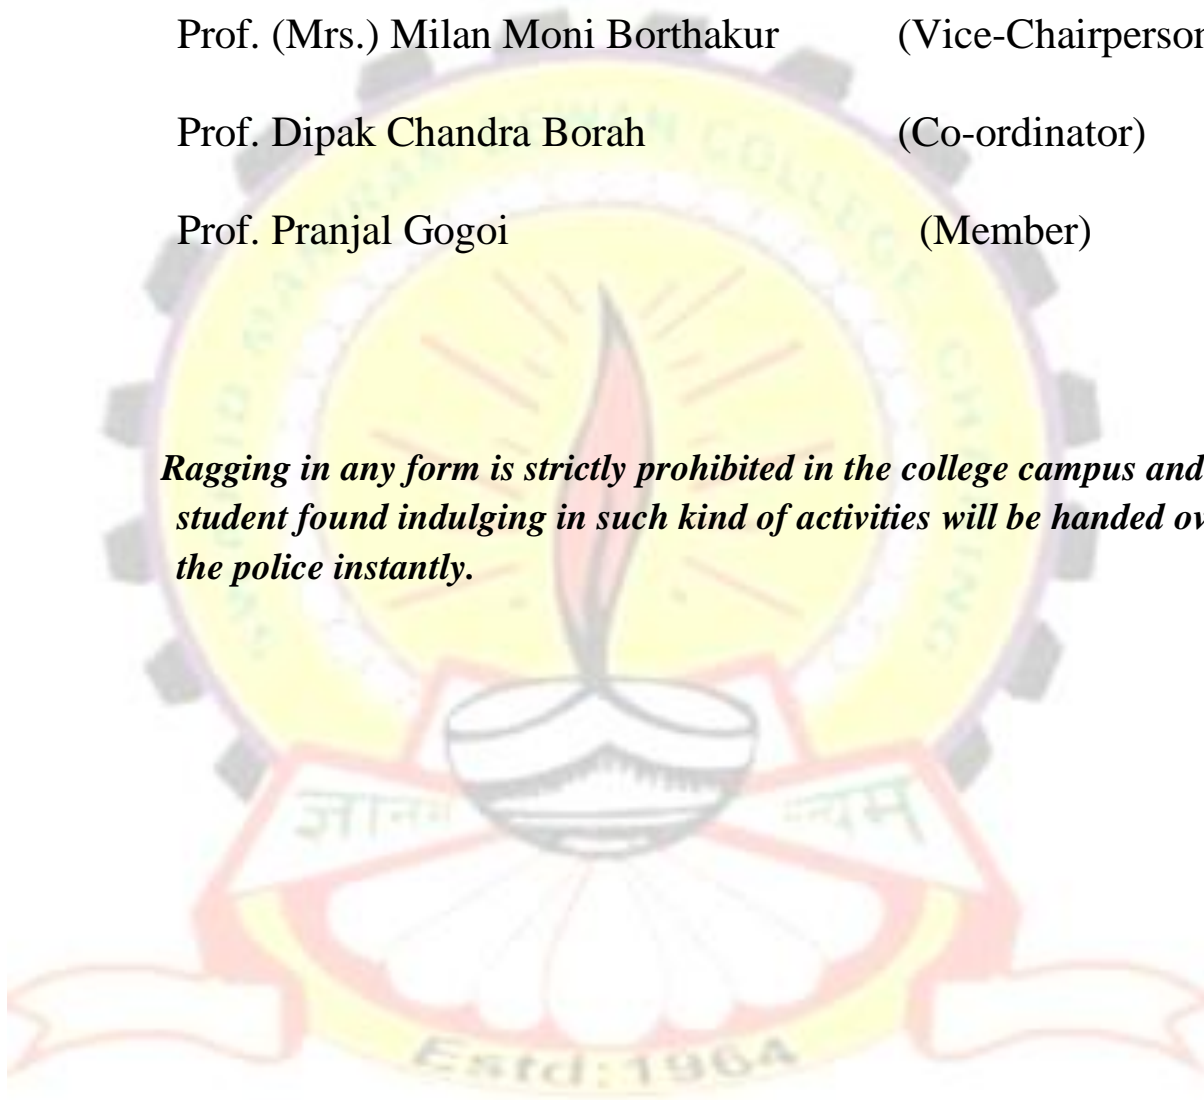 Prof. (Mrs.) Milan Moni Borthakur (Vice-Chairperson
Prof. Dipak Chandra Borah (Co-ordinator)
Prof. Pranjal Gogoi (Member)
Ragging in any form is strictly prohibited in the college campus and
student found indulging in such kind of activities will be handed ov
the police instantly.
COLLEGE
Estd: 1964